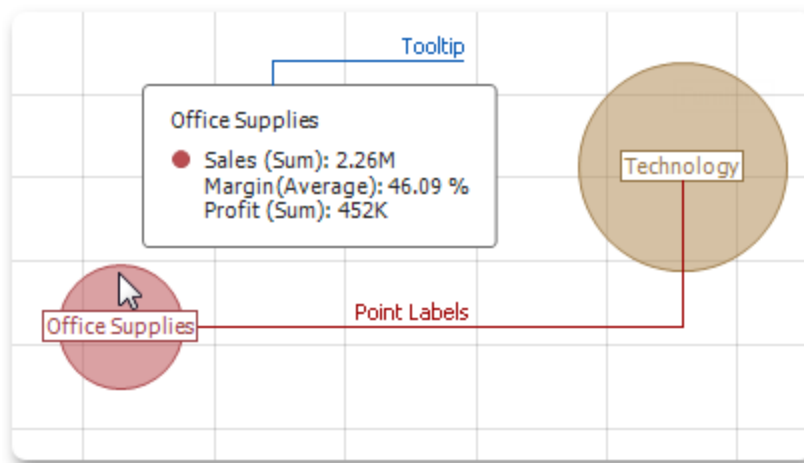 Tooltip
Office Supplies
Sales (Sum): 2.26M
Margin(Average): 46.09 %
Profit (Sum): 452K
Technology
Point Labels
Office Supplies